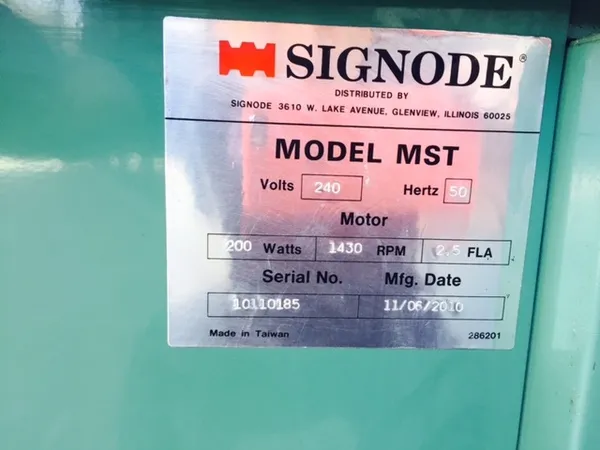 SIGNODE®
DISTRIBUTED BY
SIGNODE 3610 W. LAKE AVENUE, GLENVIEW, ILLINOIS 60025
MODEL MST
Volts 240 Hertz 50
Motor
200 Watts 1430 RPM 2.5 FLA
Serial No. Mfg. Date
10110185 11/06/2010
Made in Taiwan 286201